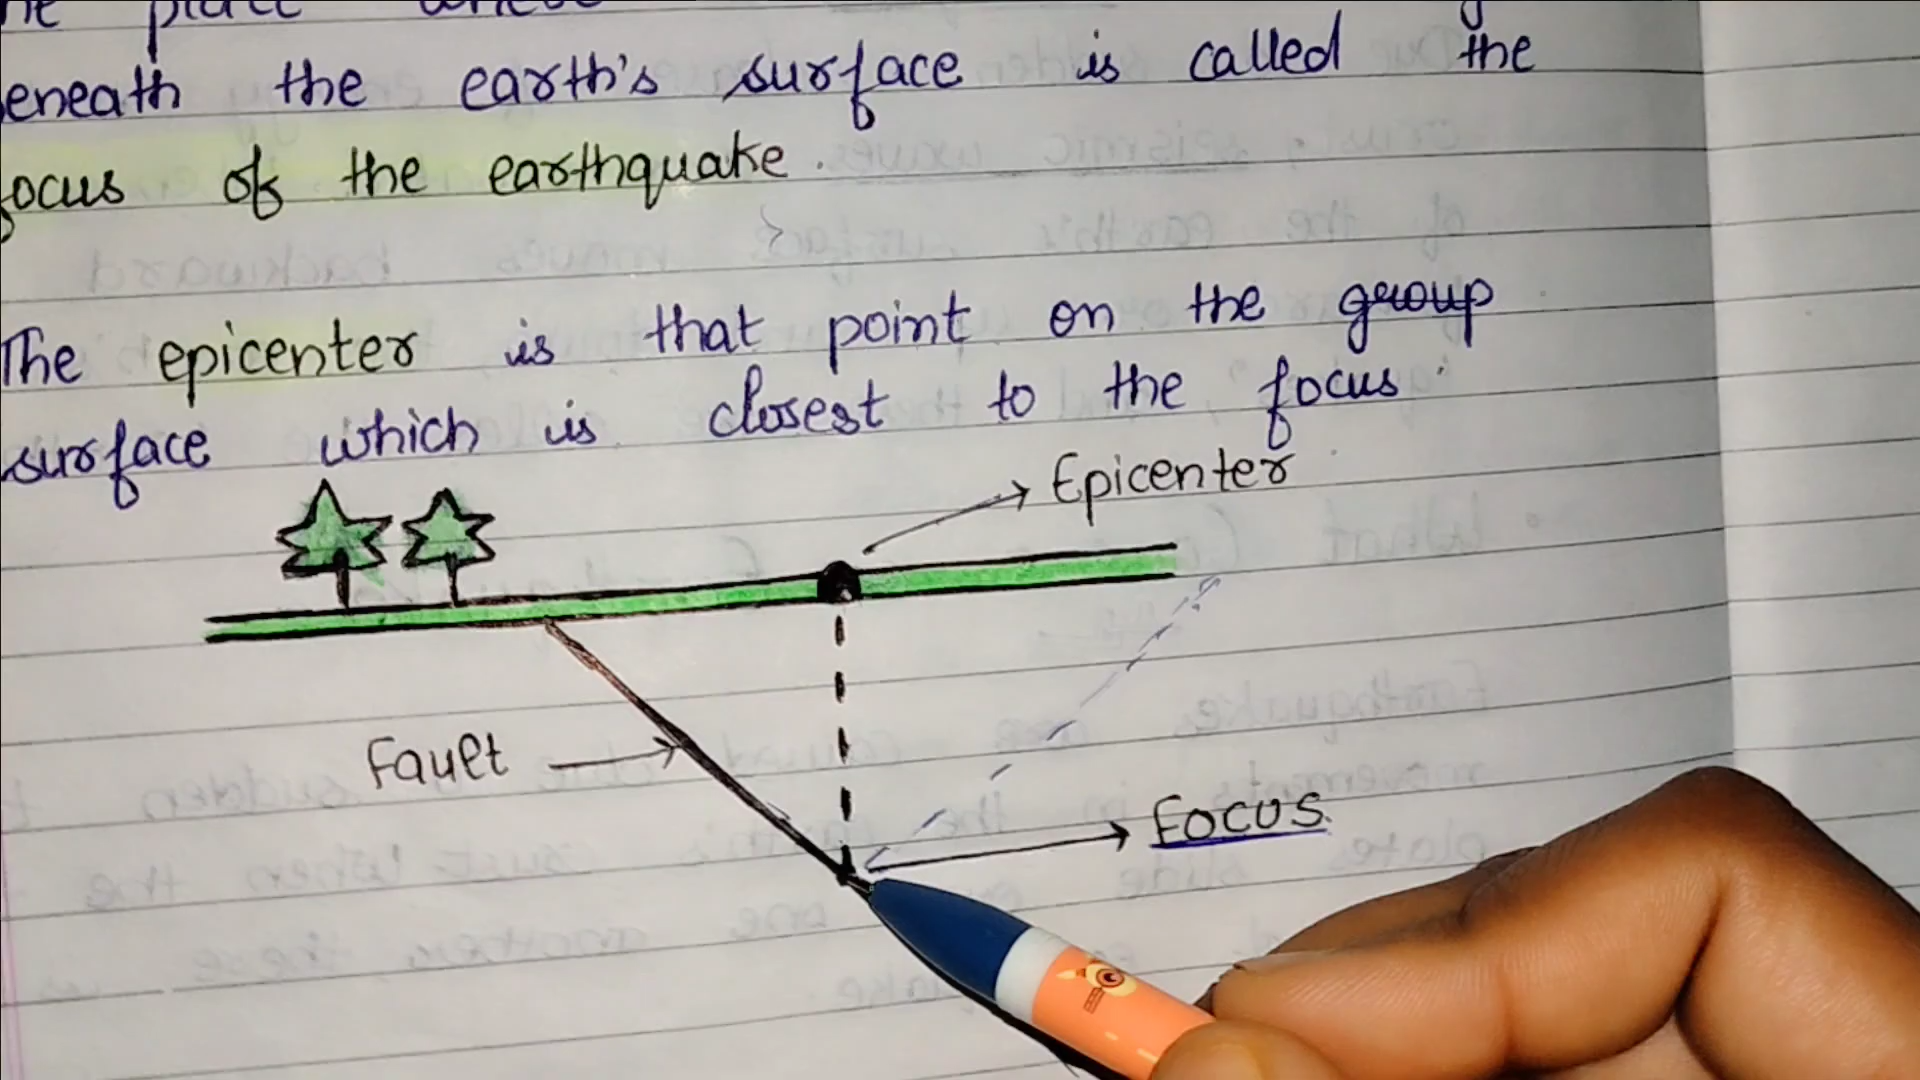 eneath the earth's surface is called the
focus of the earthquake.
The epicenter is that point on the group
surface which is closest to the focus.
Epicenter
Fault
FOCUS.